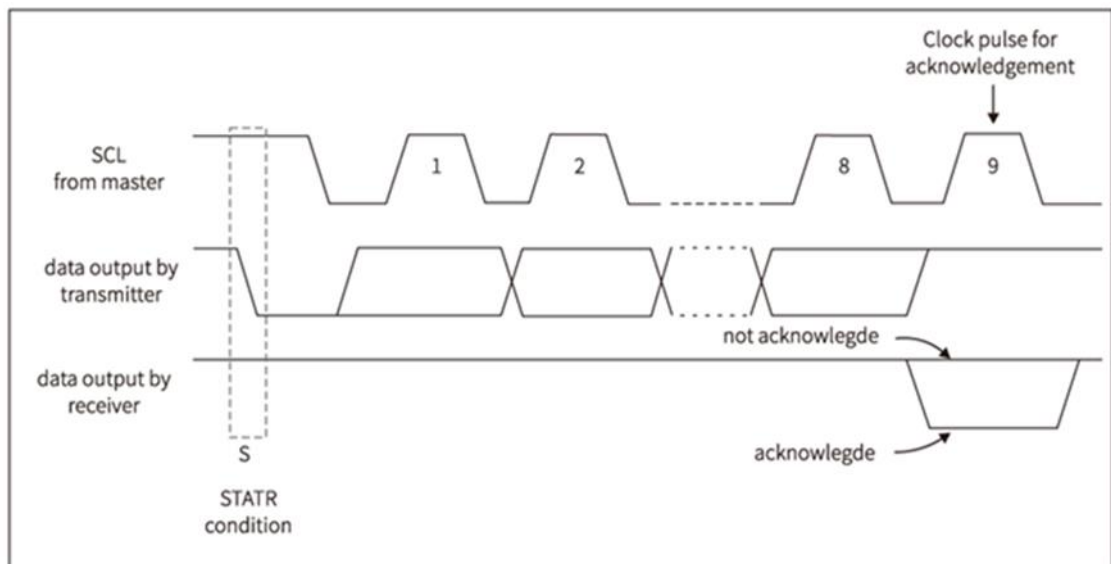 Clock pulse for
acknowledgement
SCL
from master
1
2
8
9
data output by
transmitter
not acknowlegde
data output by
receiver
acknowlegde
S
STATR
condition